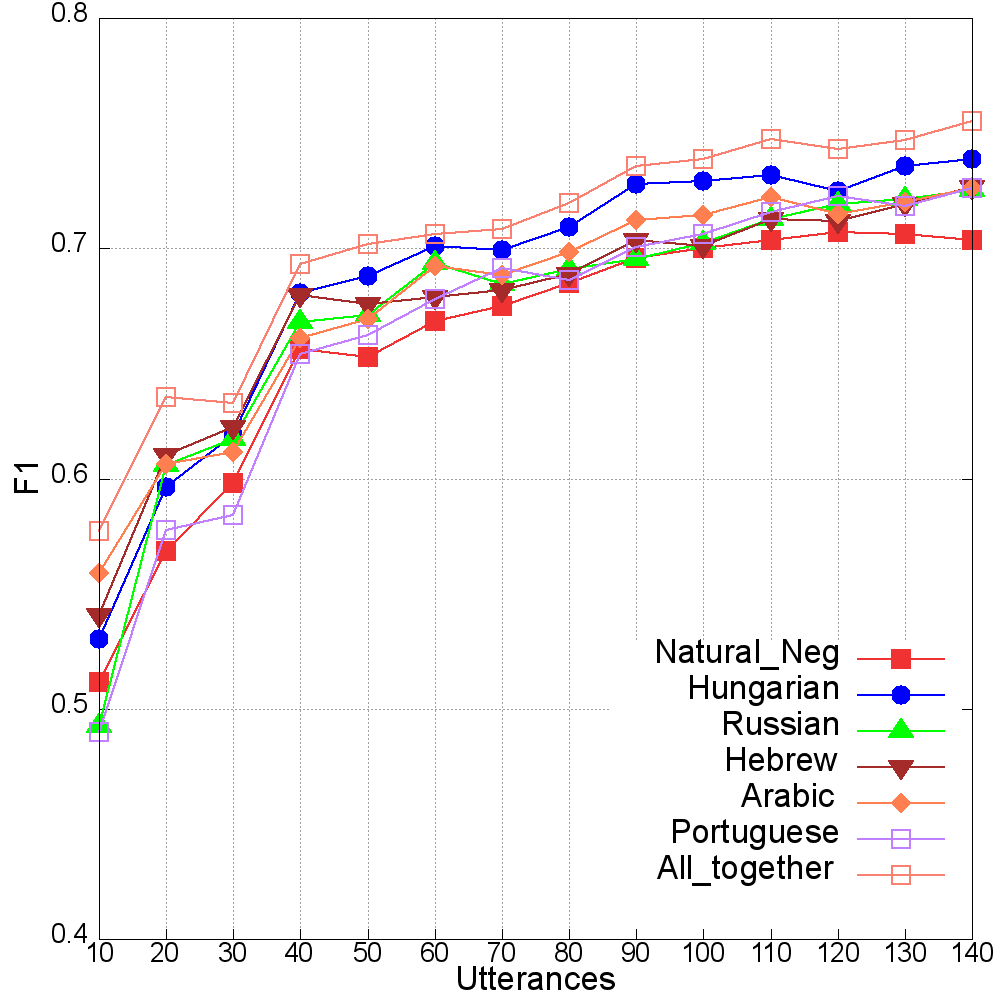 0.8
0.7
0.6
0.5
0.4
F1
10 20 30 40 50 60 70 80 90 100 110 120 130 140
Utterances
Natural_Neg
Hungarian
Russian
Hebrew
Arabic
Portuguese
All_together